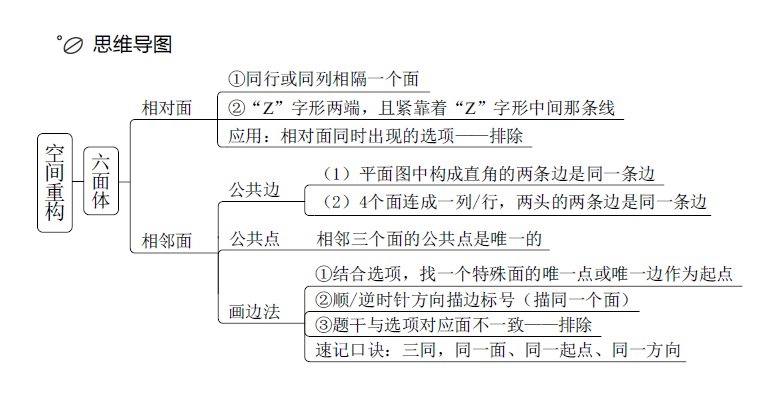 思维导图
①同行或同列相隔一个面
相对面
②“Z”字形两端，且紧靠着“Z”字形中间那条线
应用：相对面同时出现的选项——排除
空间重构
六面体
（1）平面图中构成直角的两条边是同一条边
公共边
（2）4个面连成一列/行，两头的两条边是同一条边
相邻面
公共点
相邻三个面的公共点是唯一的
①结合选项，找一个特殊面的唯一点或唯一边作为起点
②顺/逆时针方向描边标号（描同一个面）
画边法
③题干与选项对应面不一致——排除
速记口诀：三同，同一面、同一起点、同一方向